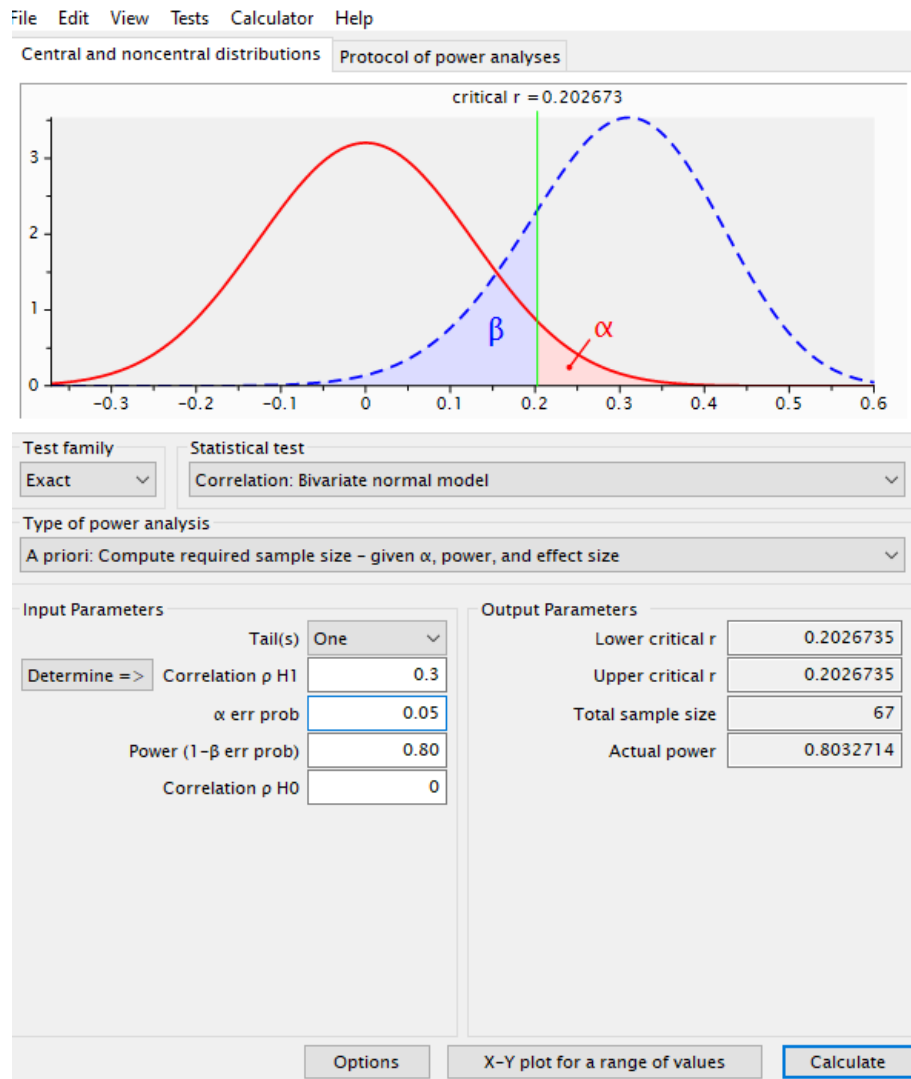 File Edit View Tests Calculator Help
Central and noncentral distributions Protocol of power analyses
critical r = 0.202673
3
2
1
0
β
α
-0.3 -0.2 -0.1 0 0.1 0.2 0.3 0.4 0.5 0.6
Test family Statistical test
Exact Correlation: Bivariate normal model
Type of power analysis
A priori: Compute required sample size – given α, power, and effect size
Input Parameters Output Parameters
Tail(s) One Lower critical r 0.2026735
Determine => Correlation ρ H1 0.3 Upper critical r 0.2026735
α err prob 0.05 Total sample size 67
Power (1-β err prob) 0.80 Actual power 0.8032714
Correlation ρ H0 0
Options X-Y plot for a range of values Calculate